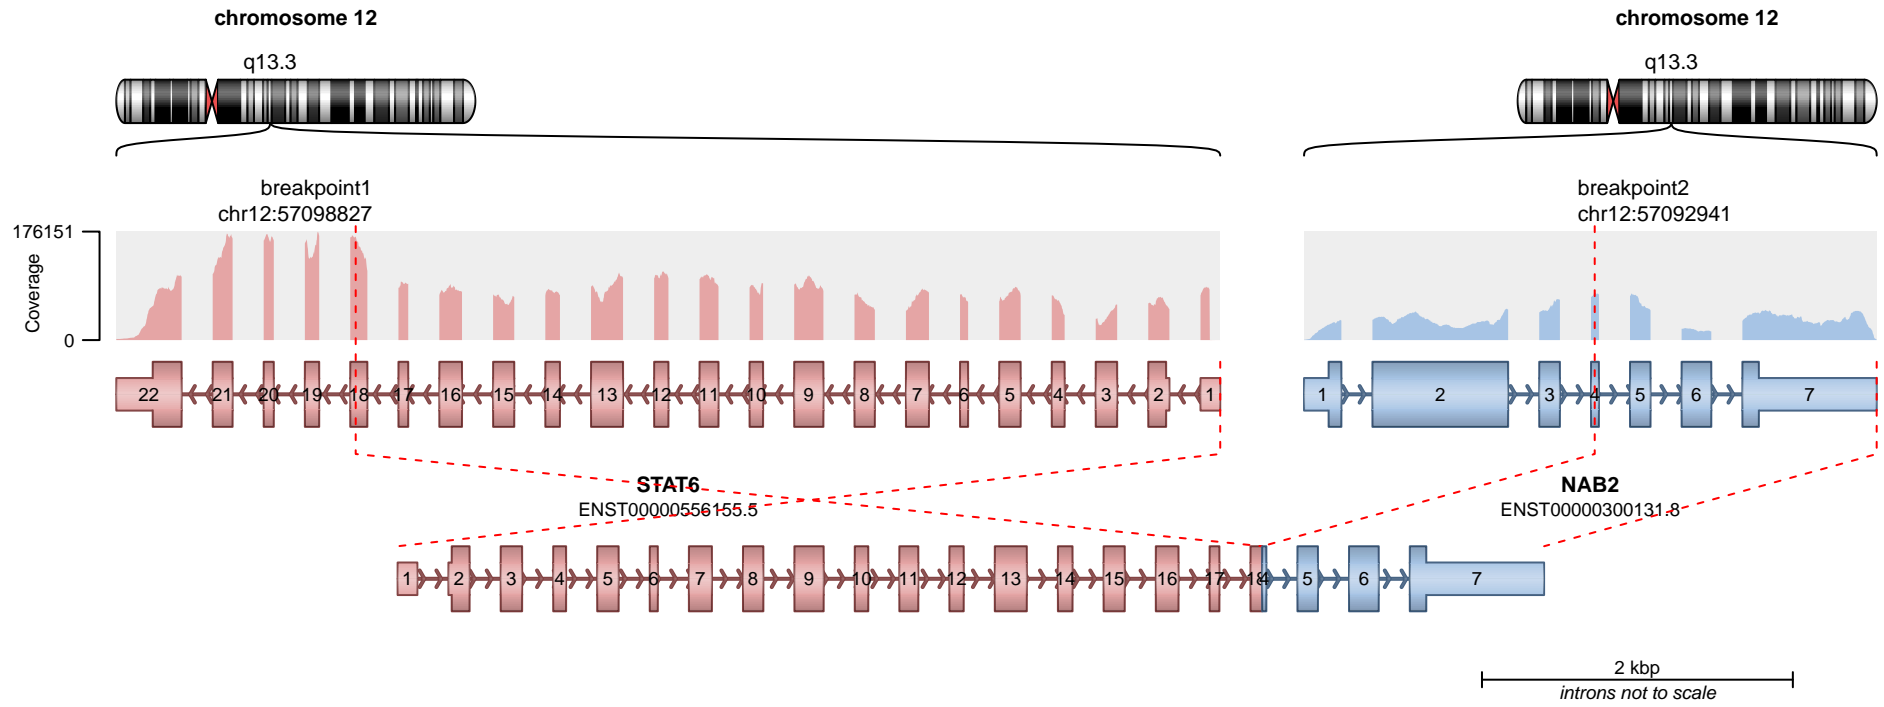 chromosome 12
chromosome 12
q13.3
q13.3
breakpoint1
chr12:57098827
breakpoint2
chr12:57092941
176151
Coverage
0
22 21 20 19 18 17 16 15 14 13 12 11 10 9 8 7 6 5 4 3 2 1
1 2 3 4 5 6 7
STAT6
ENST00000556155.5
NAB2
ENST00000300131.8
1 2 3 4 5 6 7 8 9 10 11 12 13 14 15 16 17 18 4 5 6 7
2 kbp
introns not to scale